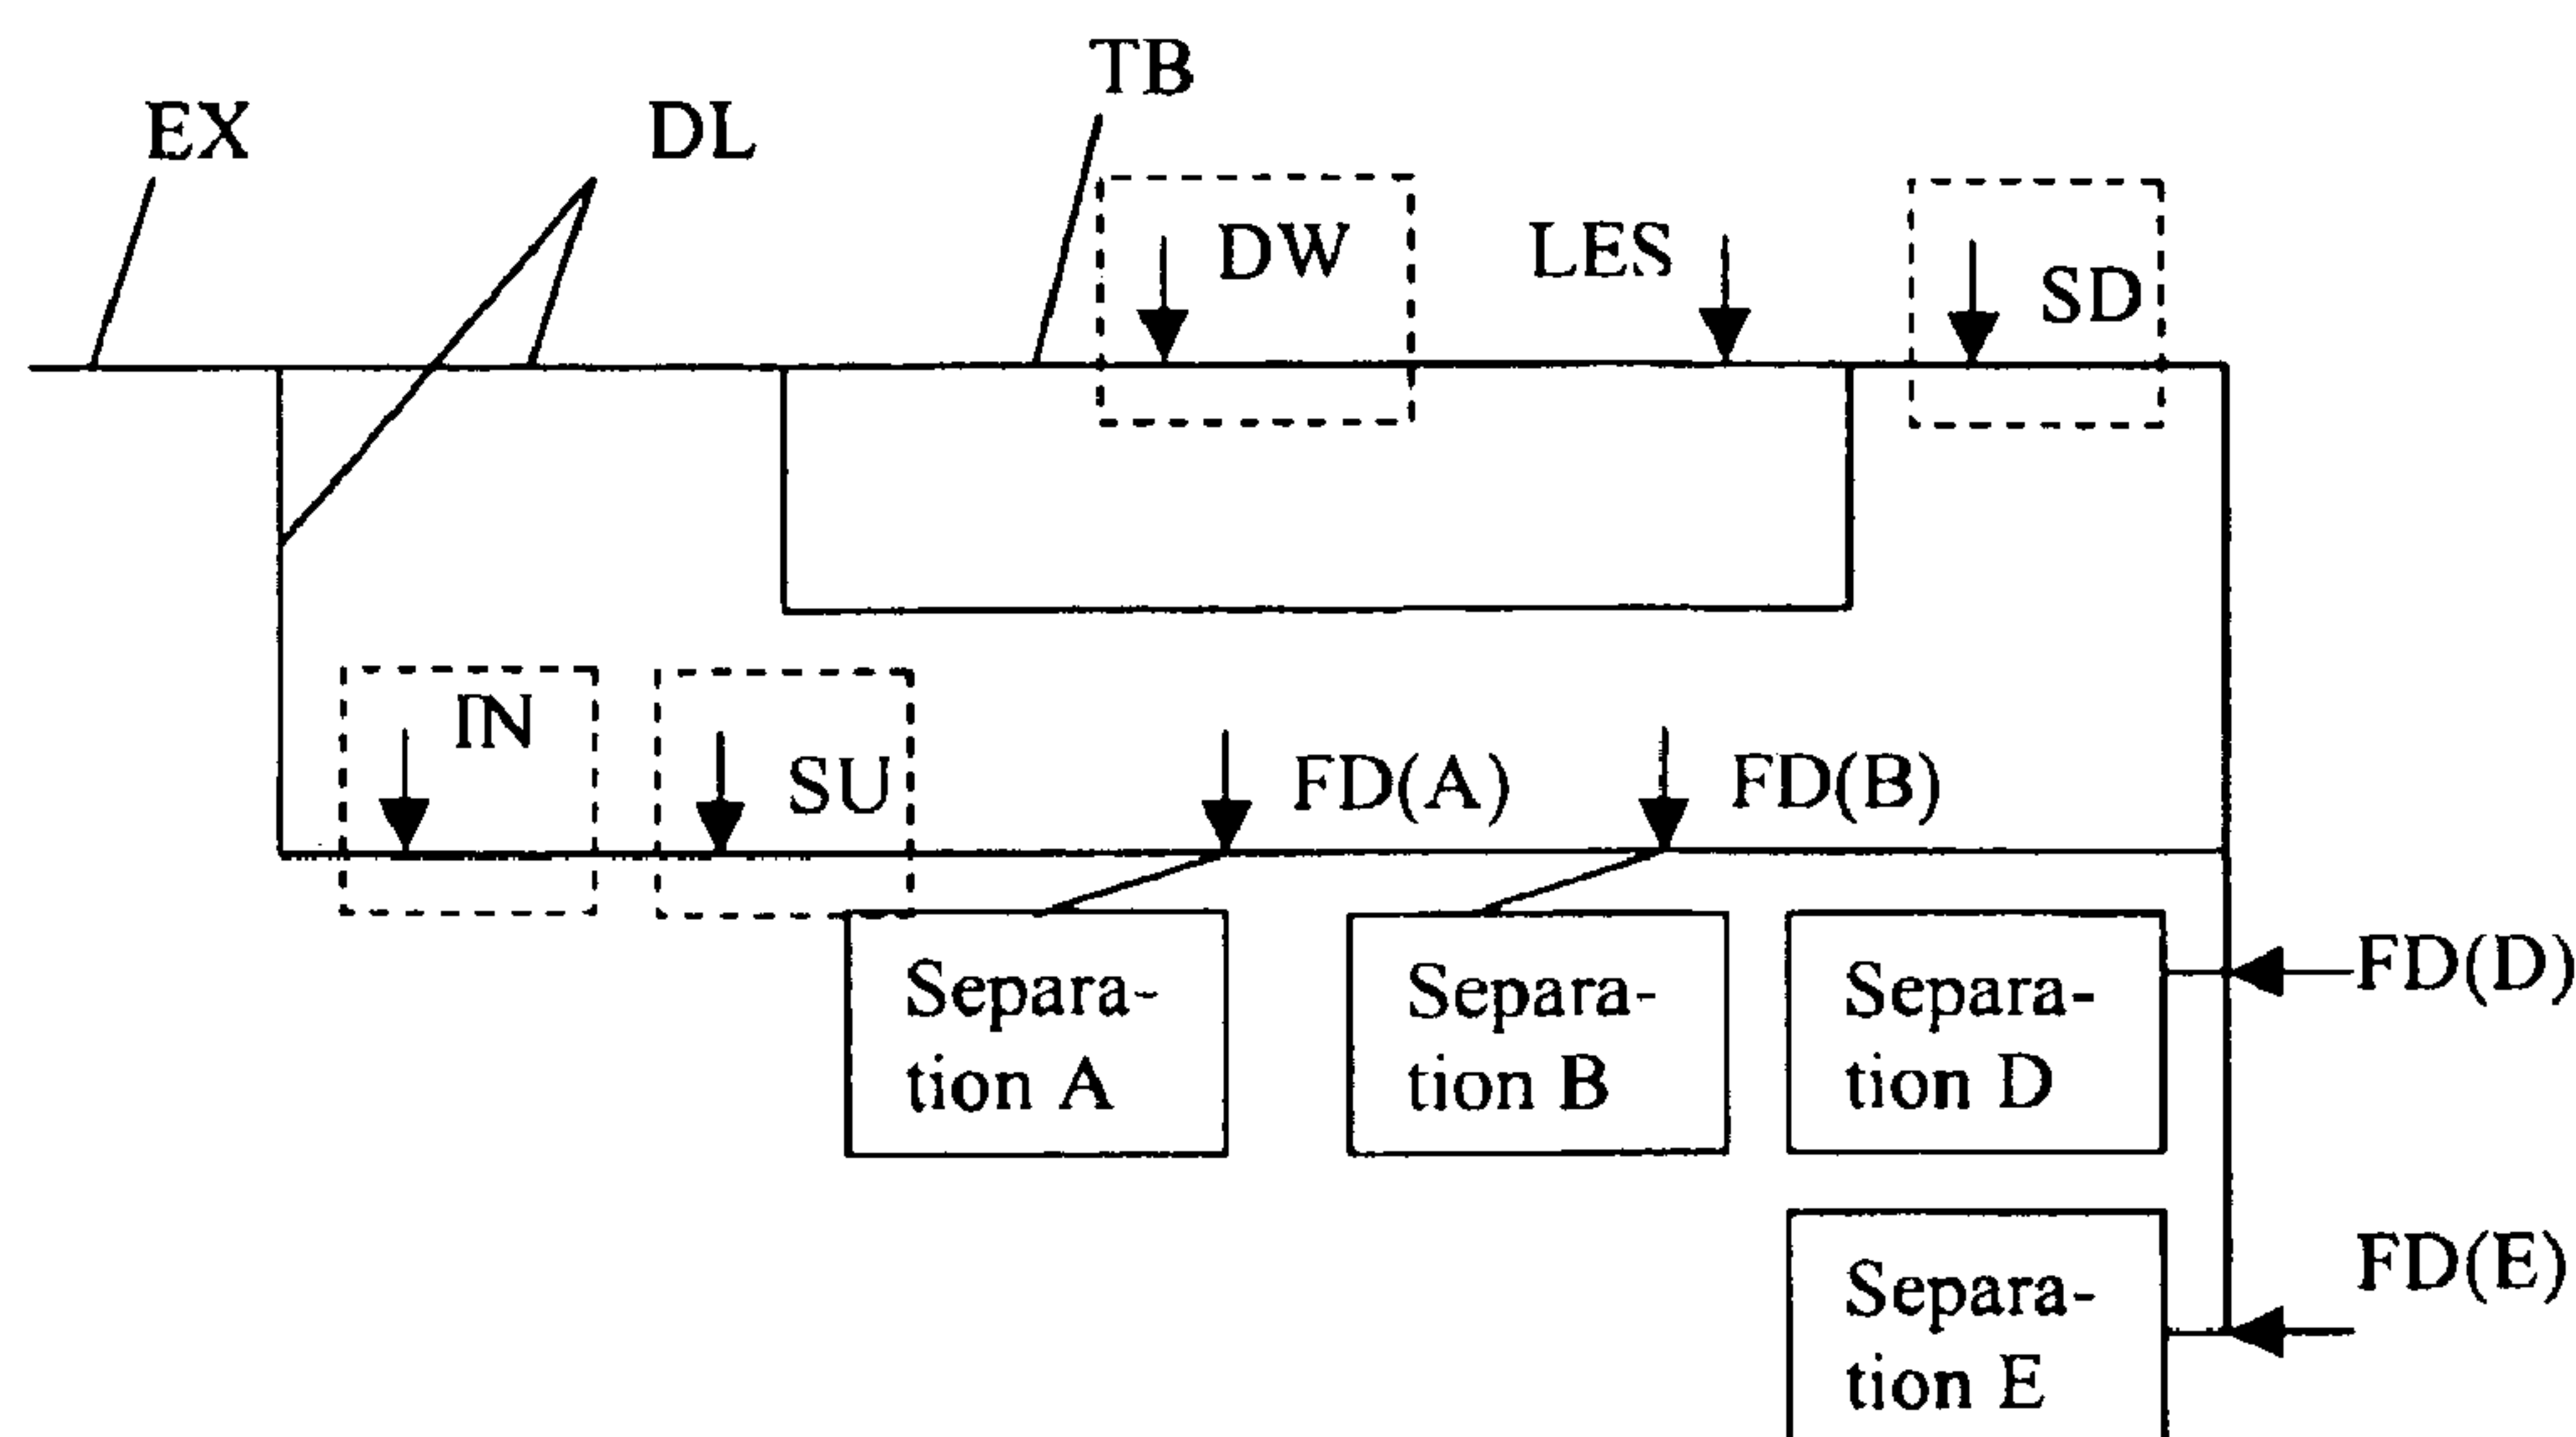 TB
EX
DL
DW
LES
SD
IN
SU
FD(A)
FD(B)
Separa-
tion A
Separa-
tion B
Separa-
tion D
FD(D)
Separa-
tion E
FD(E)